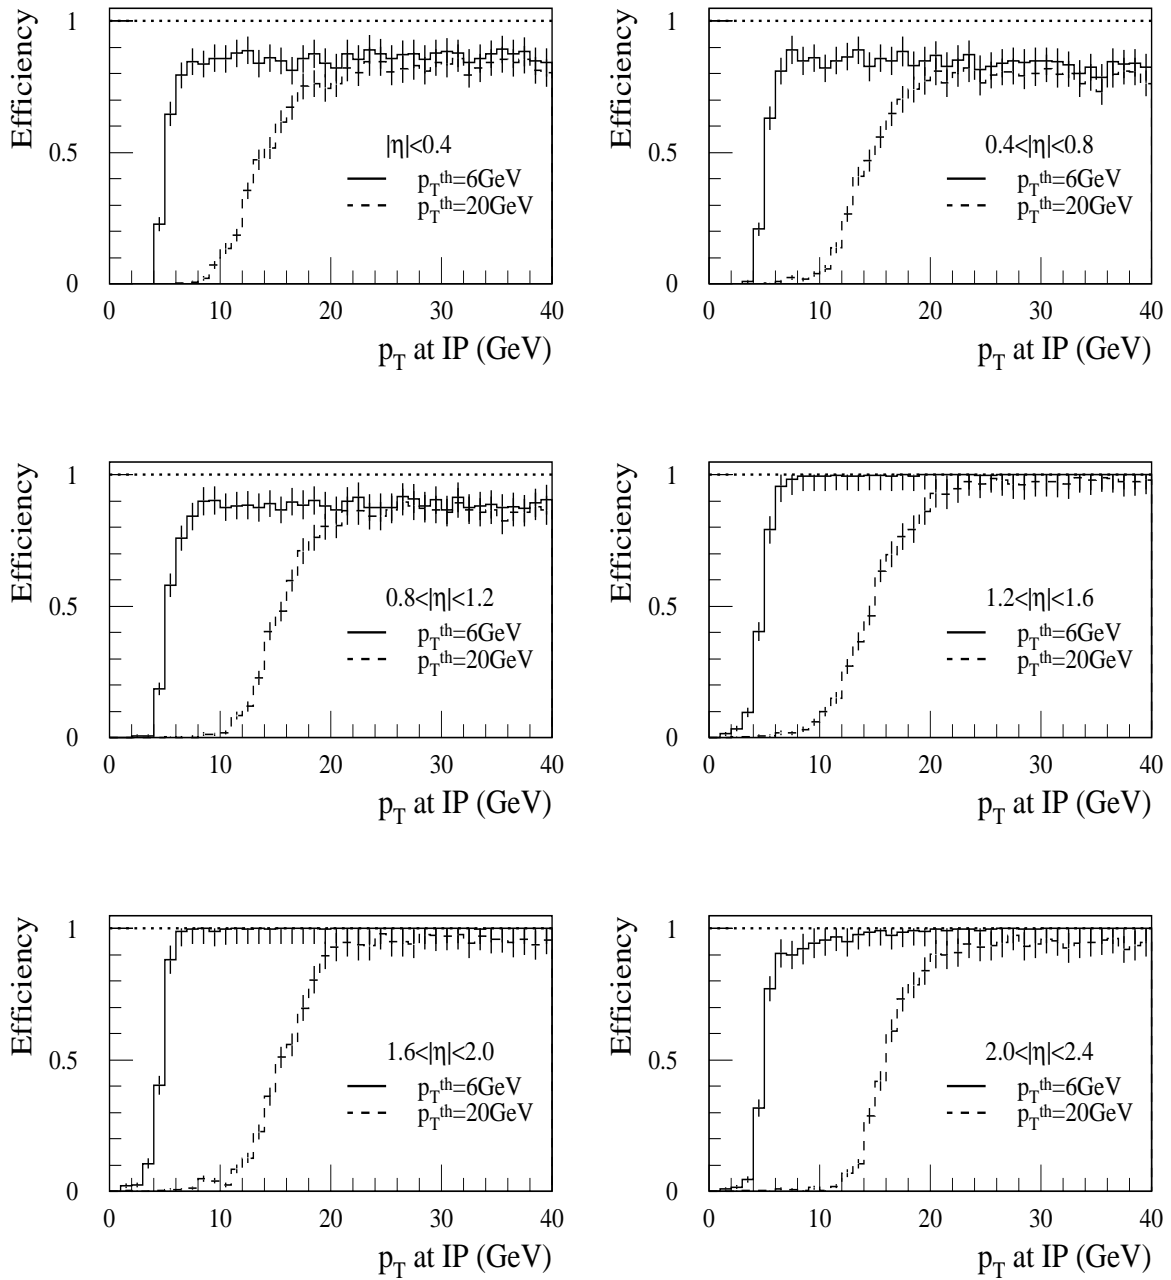 Efficiency
1
0.5
0
|η|<0.4
p_T^th=6GeV
p_T^th=20GeV
0 10 20 30 40
p_T at IP (GeV)
Efficiency
1
0.5
0
0.4<|η|<0.8
p_T^th=6GeV
p_T^th=20GeV
0 10 20 30 40
p_T at IP (GeV)
Efficiency
1
0.5
0
0.8<|η|<1.2
p_T^th=6GeV
p_T^th=20GeV
0 10 20 30 40
p_T at IP (GeV)
Efficiency
1
0.5
0
1.2<|η|<1.6
p_T^th=6GeV
p_T^th=20GeV
0 10 20 30 40
p_T at IP (GeV)
Efficiency
1
0.5
0
1.6<|η|<2.0
p_T^th=6GeV
p_T^th=20GeV
0 10 20 30 40
p_T at IP (GeV)
Efficiency
1
0.5
0
2.0<|η|<2.4
p_T^th=6GeV
p_T^th=20GeV
0 10 20 30 40
p_T at IP (GeV)